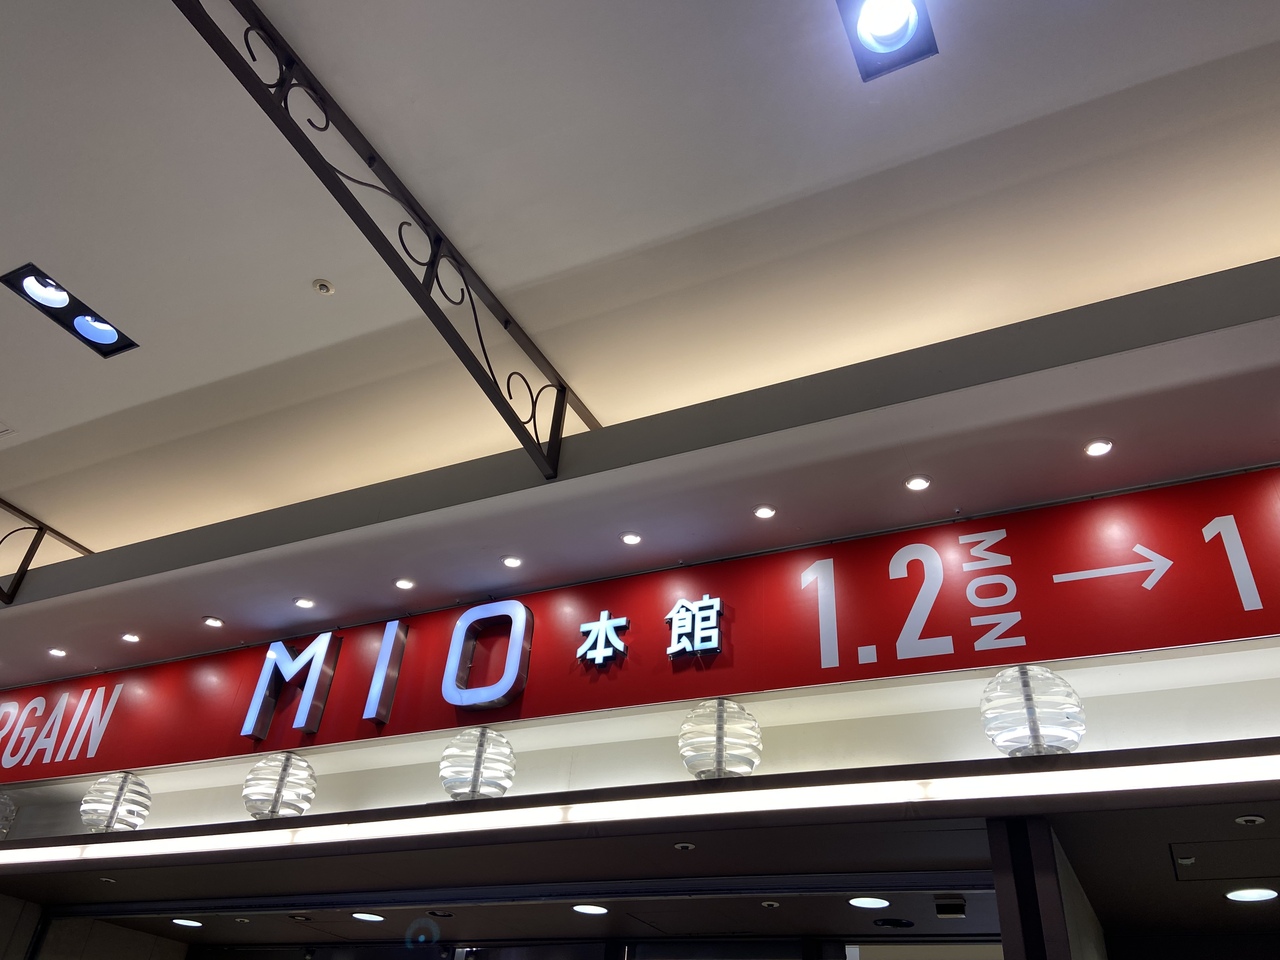 RGAIN MIO 本館 1.2 MON → 1